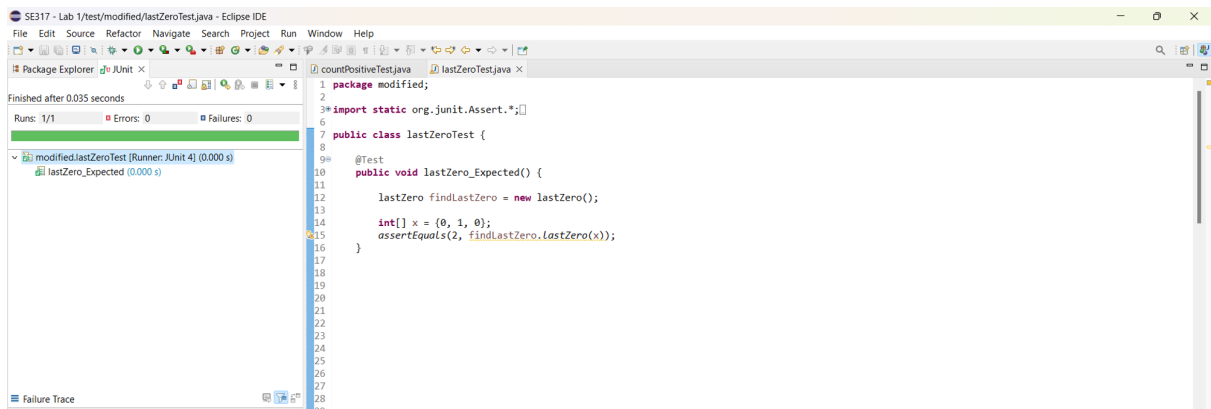 SE317 - Lab 1/test/modified/lastZeroTest.java - Eclipse IDE
File Edit Source Refactor Navigate Search Project Run Window Help
Package Explorer JUnit
Finished after 0.035 seconds
Runs: 1/1 Errors: 0 Failures: 0
modified.lastZeroTest [Runner: JUnit 4] (0.000 s)
lastZero_Expected (0.000 s)
Failure Trace
countPositiveTest.java lastZeroTest.java
1 package modified;
2
3 import static org.junit.Assert.*;
6
7 public class lastZeroTest {
8
9 @Test
10 public void lastZero_Expected() {
11
12 lastZero findLastZero = new lastZero();
13
14 int[] x = {0, 1, 0};
15 assertEquals(2, findLastZero.lastZero(x));
16 }
17
18
19
20
21
22
23
24
25
26
27
28